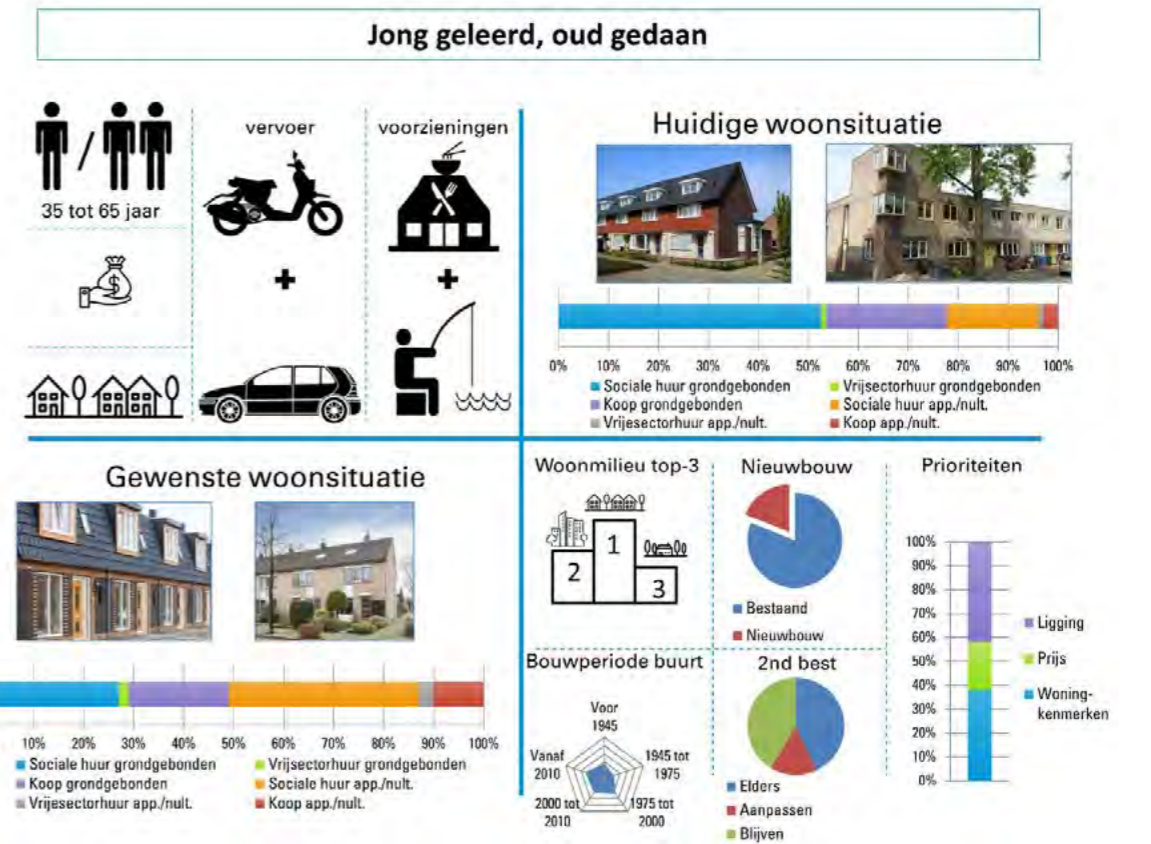 Jong geleerd, oud gedaan
35 tot 65 jaar
$
vervoer
+
voorzieningen
+
Huidige woonsituatie
0% 10% 20% 30% 40% 50% 60% 70% 80% 90% 100%
Sociale huur grondgebonden
Vrijsectorhuur grondgebonden
Koop grondgebonden
Sociale huur app./nult.
Vrijesectorhuur app./nult.
Koop app./nult.
Gewenste woonsituatie
10% 20% 30% 40% 50% 60% 70% 80% 90% 100%
Sociale huur grondgebonden
Vrijsectorhuur grondgebonden
Koop grondgebonden
Sociale huur app./nult.
Vrijesectorhuur app./nult.
Koop app./nult.
Woonmilieu top-3
1
2
3
Nieuwbouw
Bestaand
Nieuwbouw
Bouwperiode buurt
Voor
1945
1945 tot
1975
1975 tot
2000
2000 tot
2010
Vanaf
2010
2nd best
Elders
Aanpassen
Blijven
Prioriteiten
100%
90%
80%
70%
60%
50%
40%
30%
20%
10%
0%
Ligging
Prijs
Woning-
kenmerken